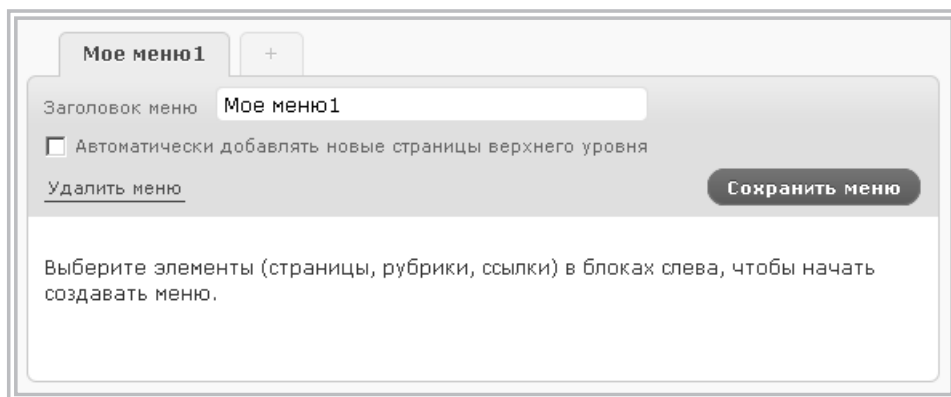 Мое меню1 +
Заголовок меню Мое меню1
Автоматически добавлять новые страницы верхнего уровня
Удалить меню Сохранить меню
Выберите элементы (страницы, рубрики, ссылки) в блоках слева, чтобы начать
создавать меню.